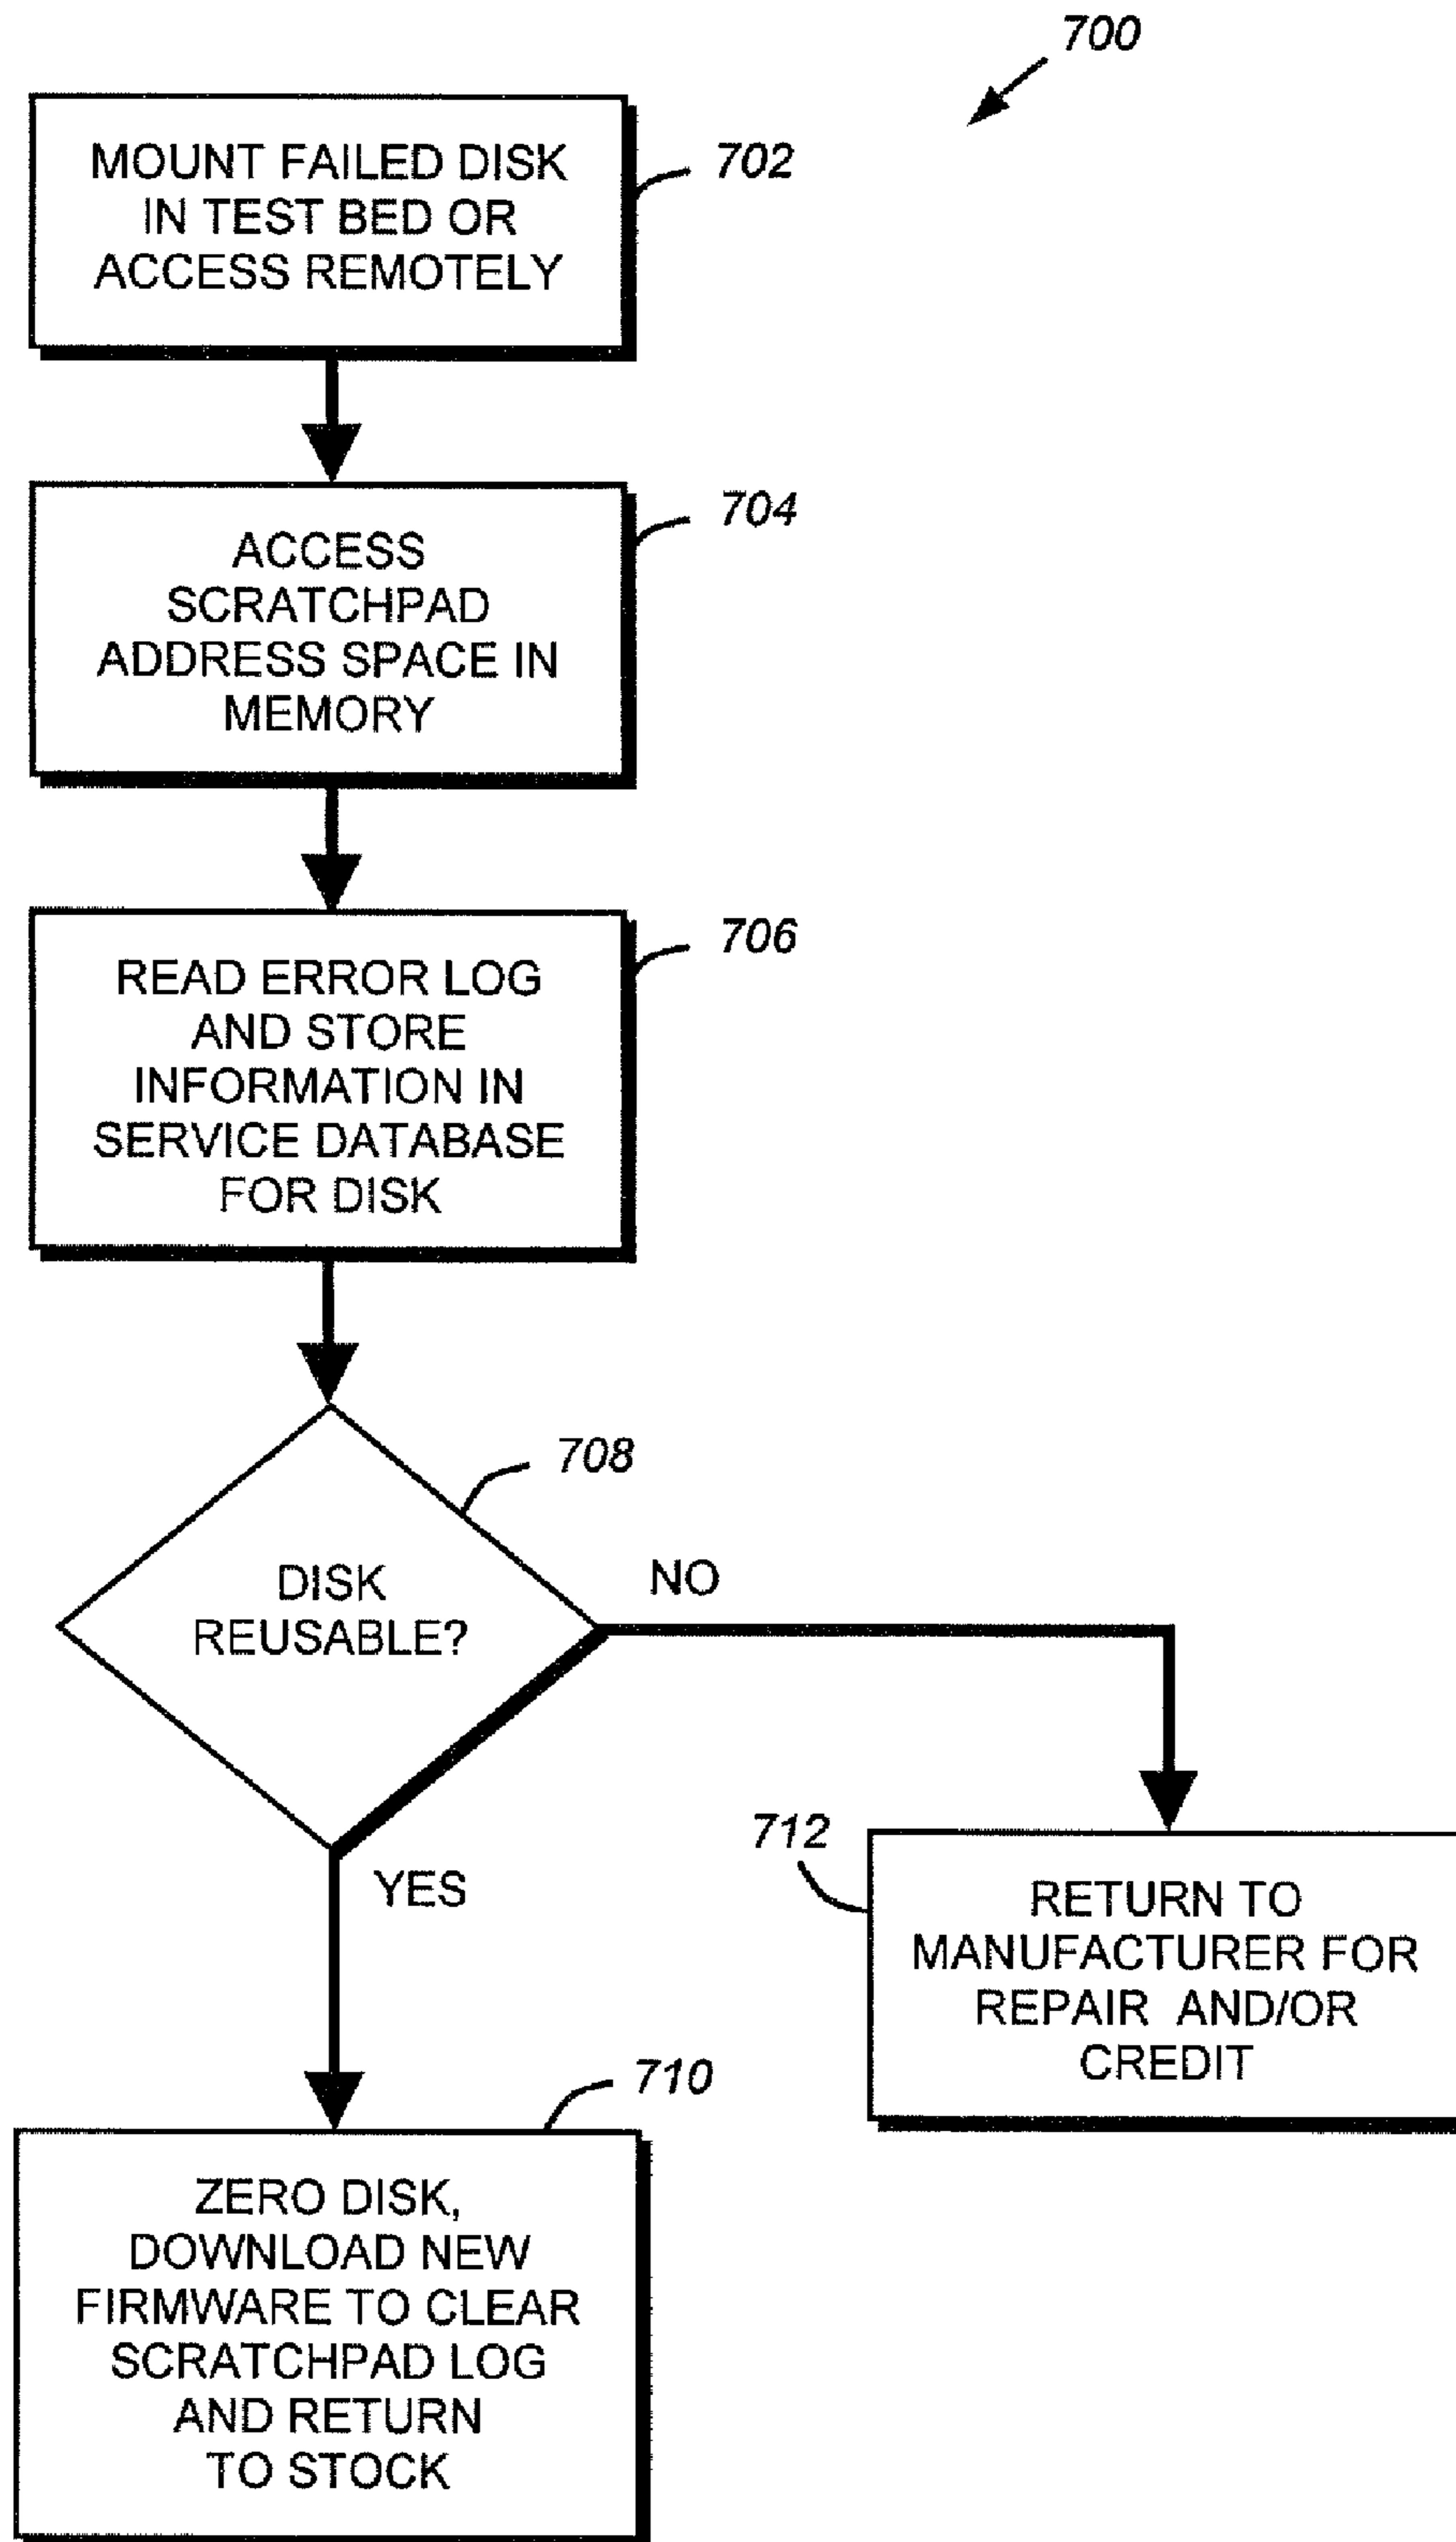 700
MOUNT FAILED DISK
IN TEST BED OR
ACCESS REMOTELY
702
ACCESS
SCRATCHPAD
ADDRESS SPACE IN
MEMORY
704
READ ERROR LOG
AND STORE
INFORMATION IN
SERVICE DATABASE
FOR DISK
706
DISK
REUSABLE?
708
NO
YES
712
RETURN TO
MANUFACTURER FOR
REPAIR AND/OR
CREDIT
710
ZERO DISK,
DOWNLOAD NEW
FIRMWARE TO CLEAR
SCRATCHPAD LOG
AND RETURN
TO STOCK